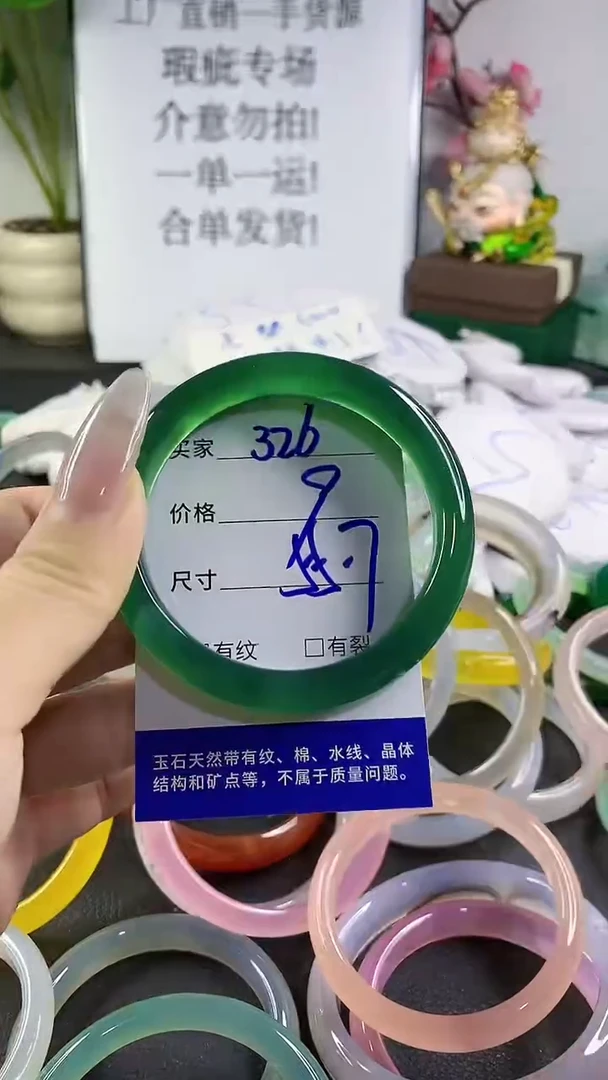 工厂直销一手货源
瑕疵专场
介意勿拍!
一单一运!
合单发货!
买家 326
价格 9
尺寸
有纹 □有裂
玉石天然带有纹、棉、水线、晶体
结构和矿点等，不属于质量问题。